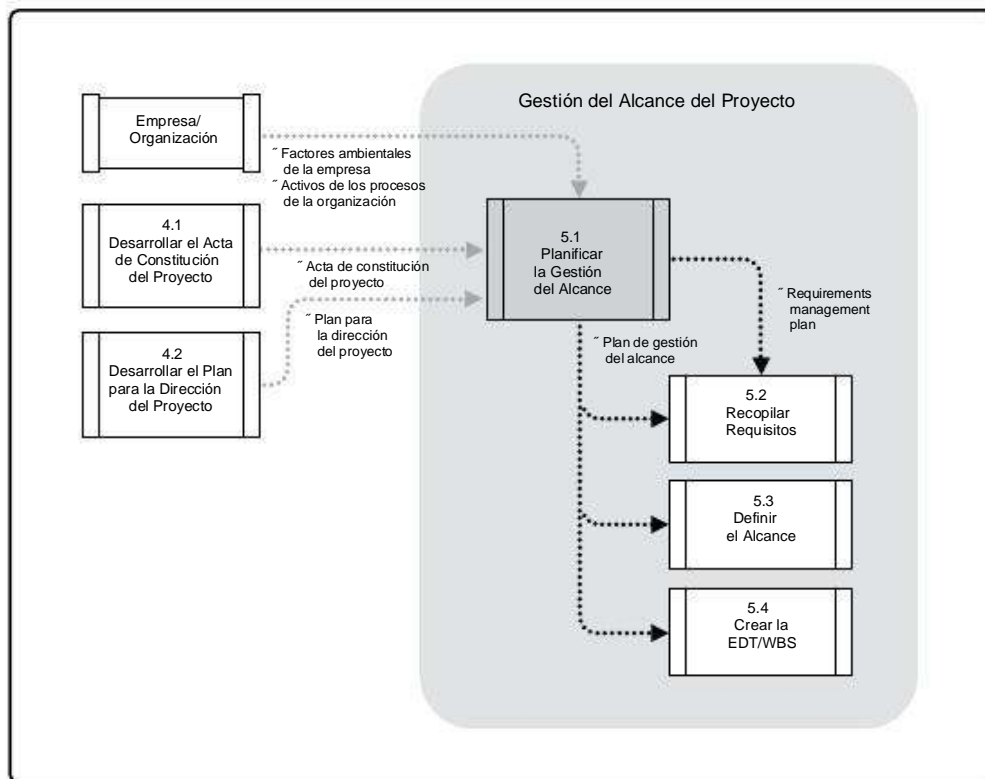 Gestión del Alcance del Proyecto
Empresa/
Organización
˝ Factores ambientales
de la empresa
˝ Activos de los procesos
de la organización
4.1
Desarrollar el Acta
de Constitución
del Proyecto
˝ Acta de constitución
del proyecto
5.1
Planificar
la Gestión
del Alcance
˝ Requirements
management
plan
˝ Plan para
la dirección
del proyecto
4.2
Desarrollar el Plan
para la Dirección
del Proyecto
˝ Plan de gestión
del alcance
5.2
Recopilar
Requisitos
5.3
Definir
el Alcance
5.4
Crear la
EDT/WBS